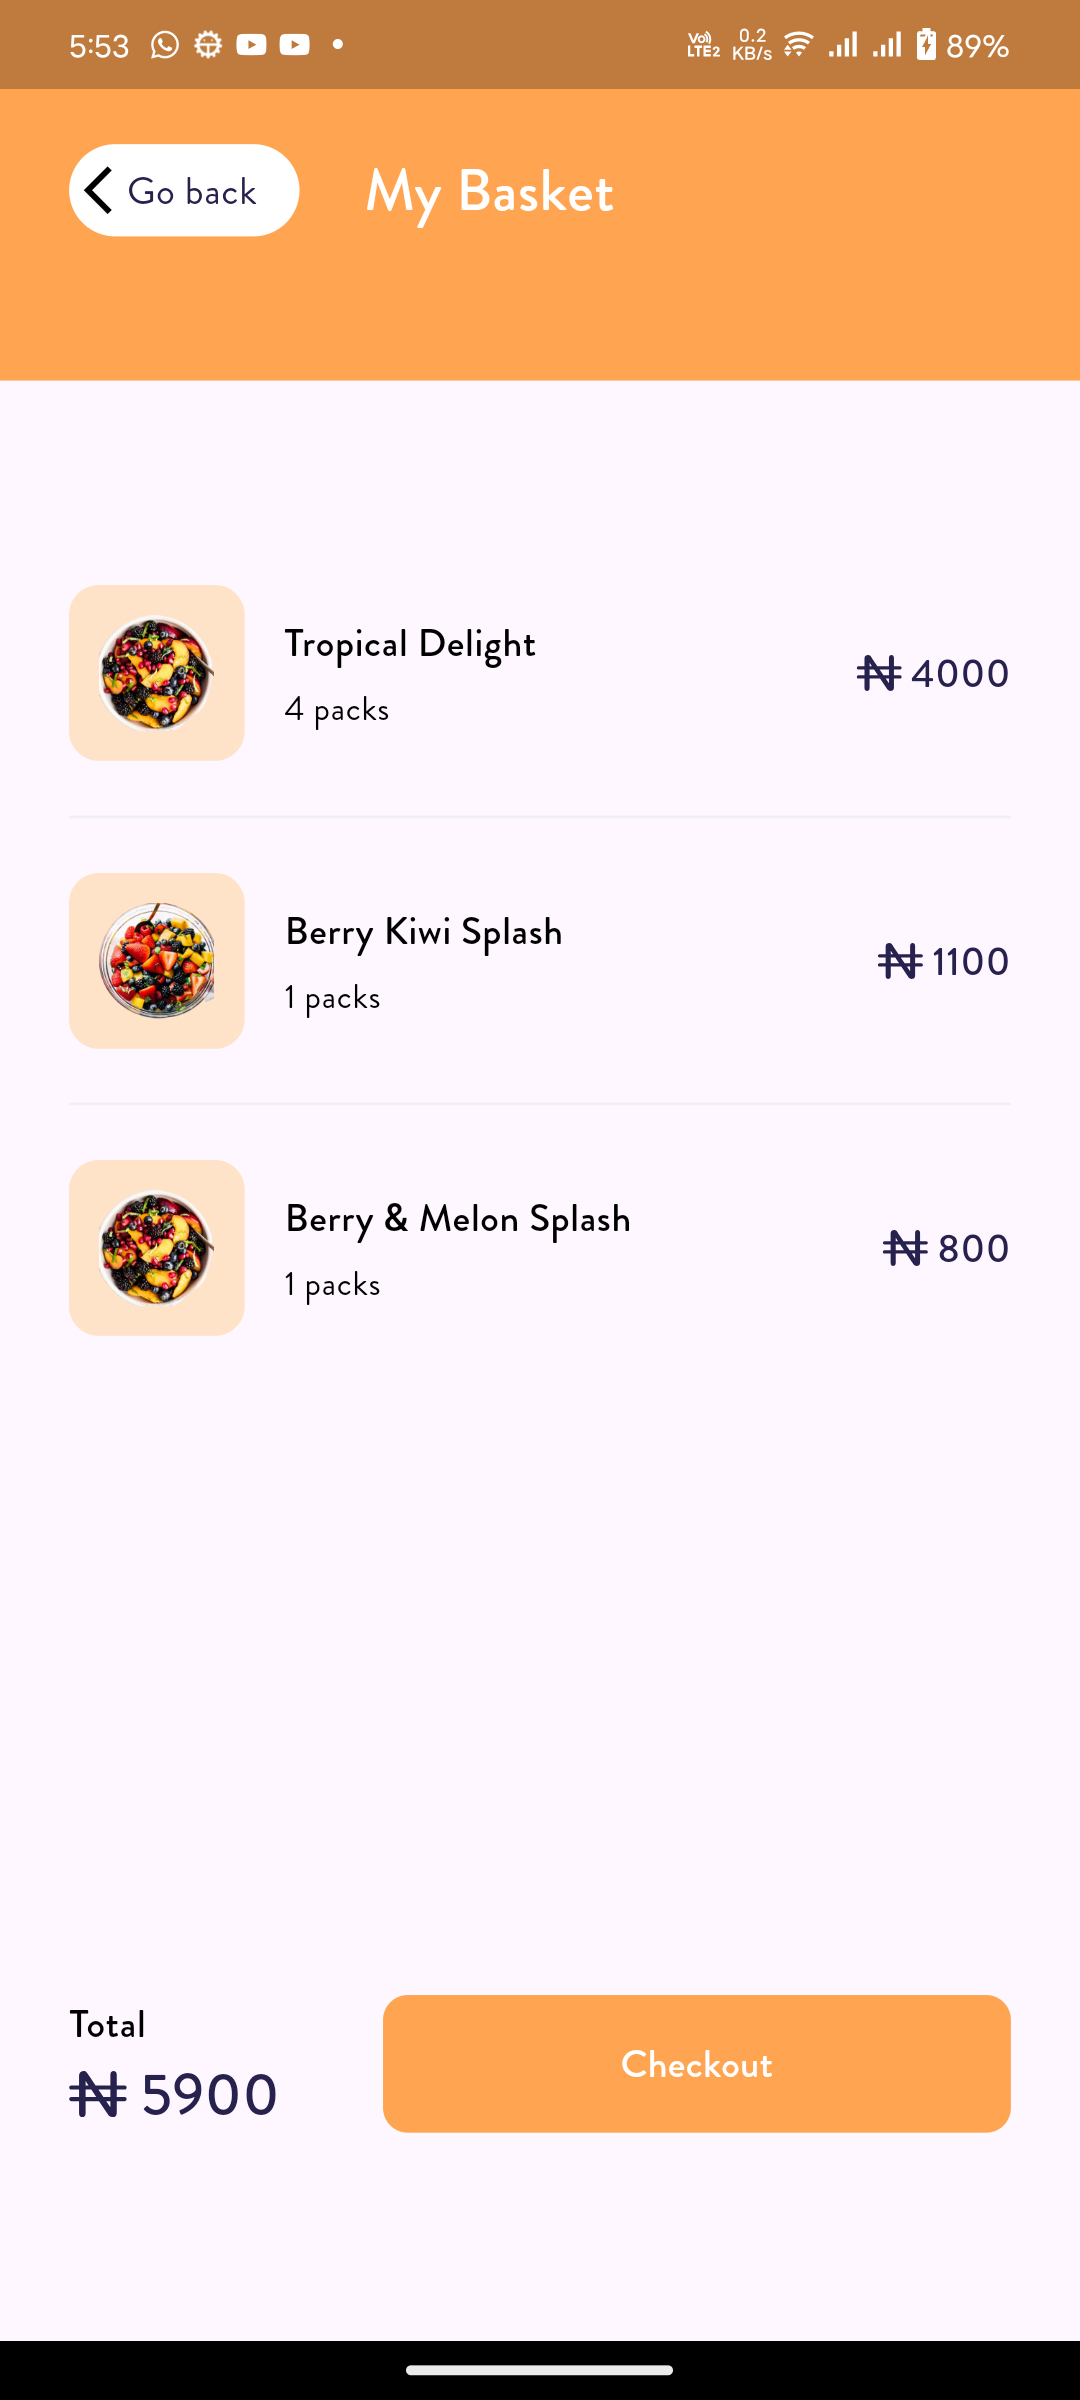 5:53
Vo)) LTE2 0.2 KB/s 89%
Go back
My Basket
Tropical Delight
4 packs
₦ 4000
Berry Kiwi Splash
1 packs
₦ 1100
Berry & Melon Splash
1 packs
₦ 800
Total
₦ 5900
Checkout